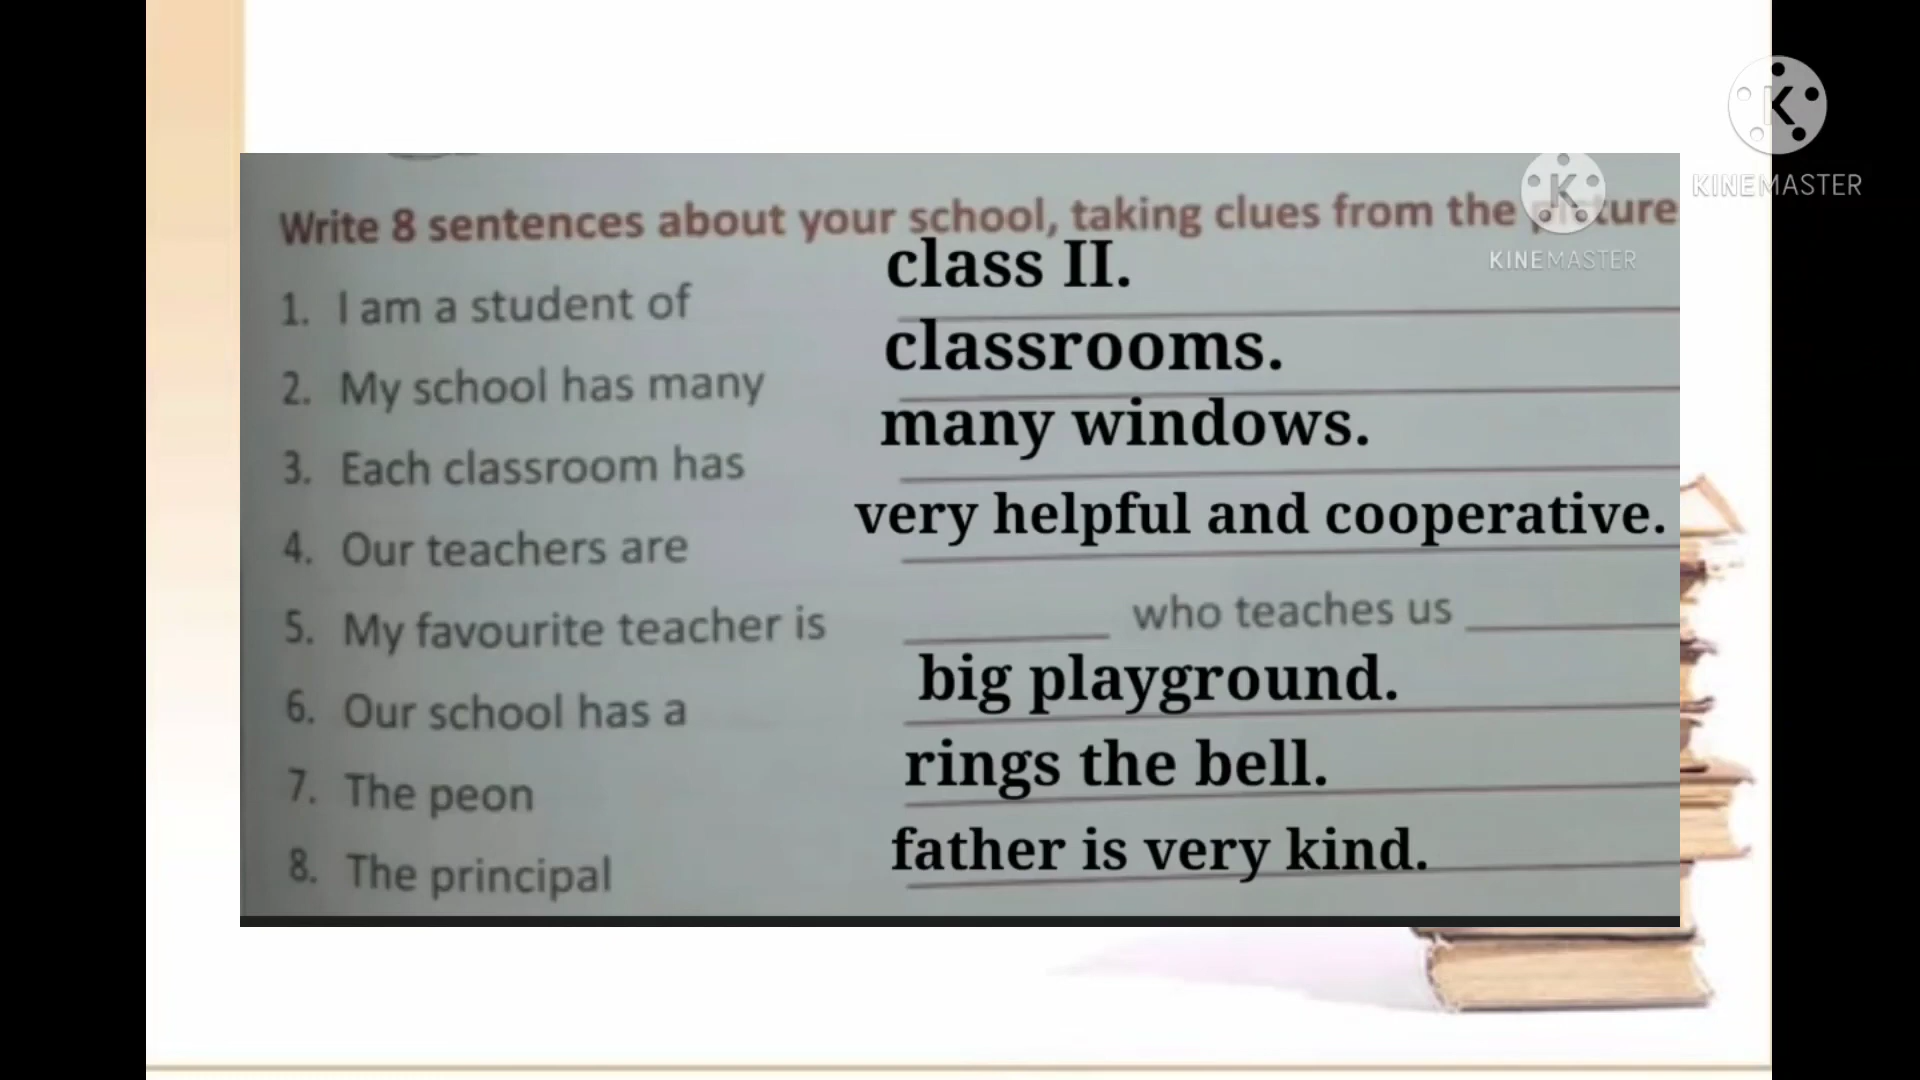 KINEMASTER
KINEMASTER
Write 8 sentences about your school, taking clues from the picture
1. I am a student of class II.
2. My school has many classrooms.
3. Each classroom has many windows.
4. Our teachers are very helpful and cooperative.
5. My favourite teacher is ________ who teaches us ________
6. Our school has a big playground.
7. The peon rings the bell.
8. The principal father is very kind.